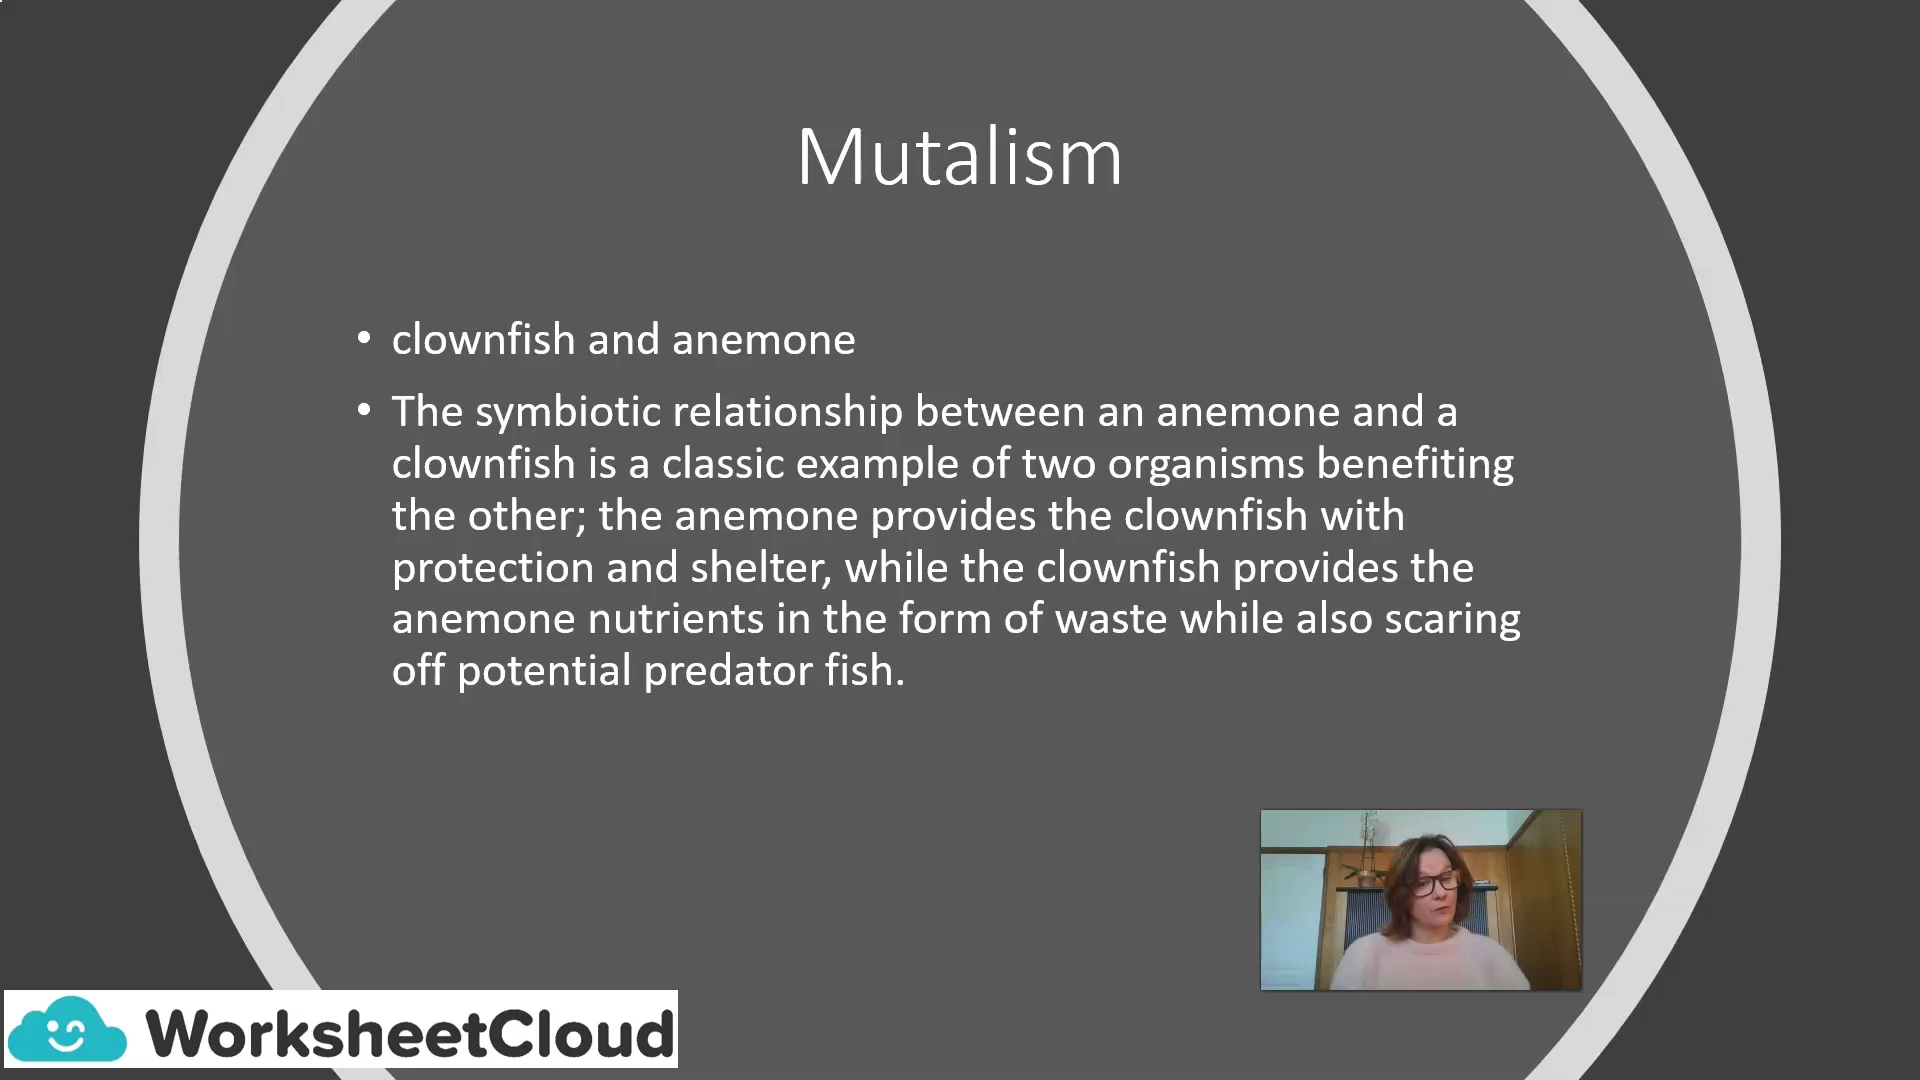 Mutalism
• clownfish and anemone
• The symbiotic relationship between an anemone and a
clownfish is a classic example of two organisms benefiting
the other; the anemone provides the clownfish with
protection and shelter, while the clownfish provides the
anemone nutrients in the form of waste while also scaring
off potential predator fish.
WorksheetCloud